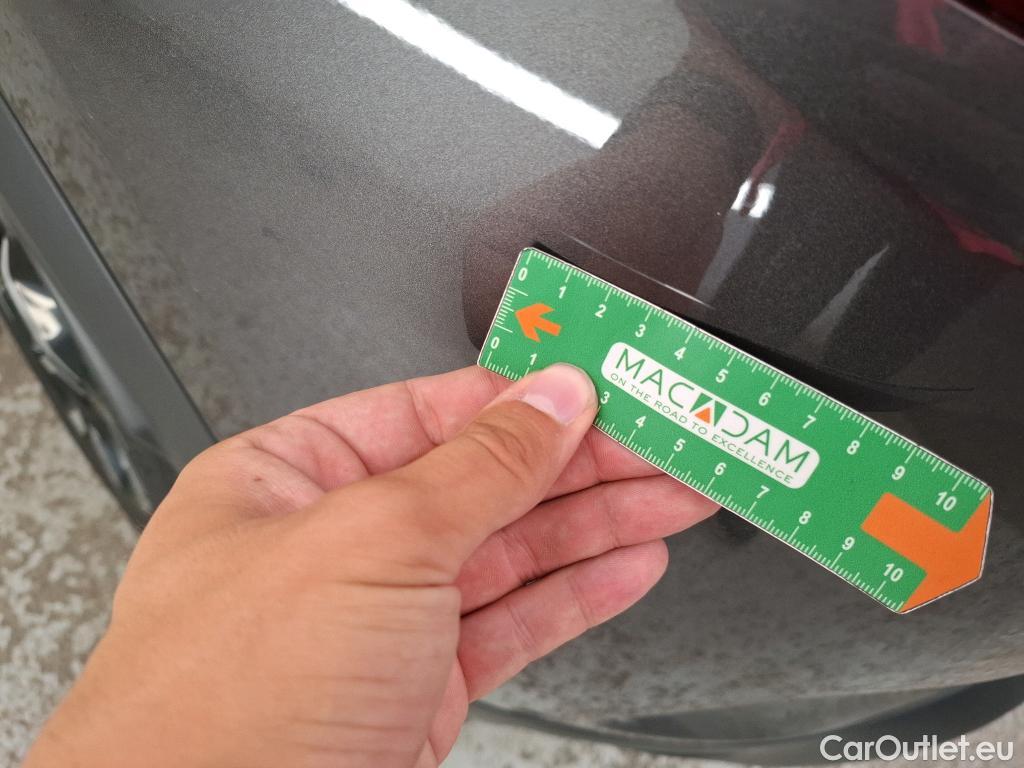 0 1 2 3 4 5 6 7 8 9 10
MACADAM
ON THE ROAD TO EXCELLENCE
0 1 3 4 5 6 7 8 9 10
CarOutlet.eu